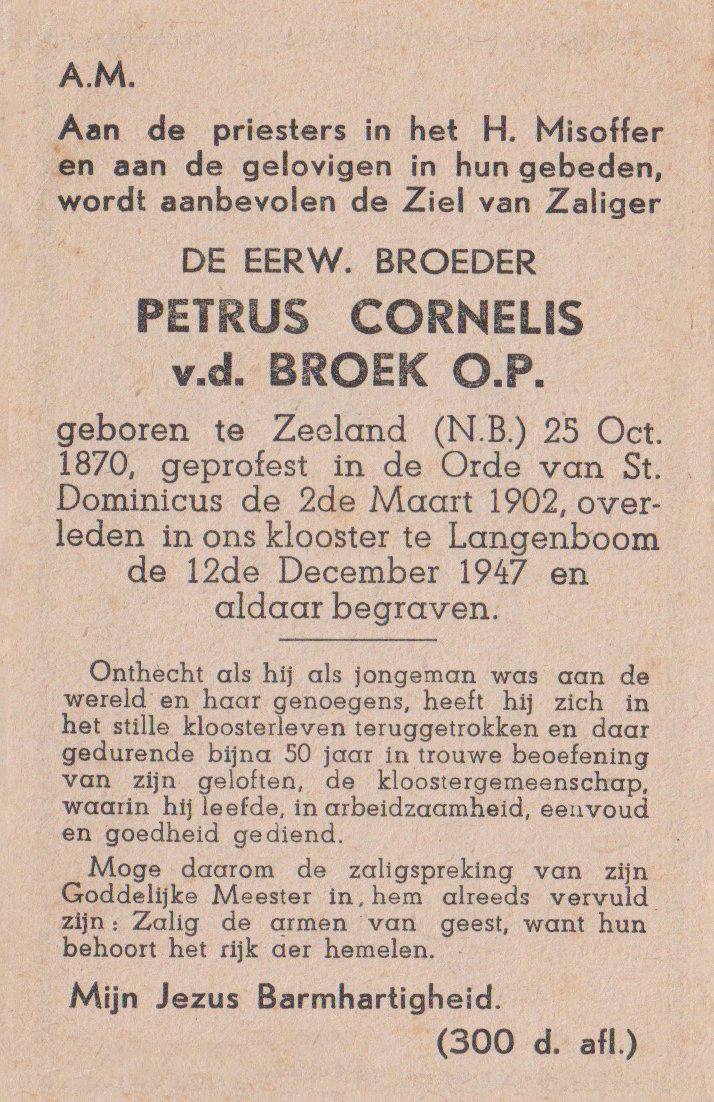 A.M.
Aan de priesters in het H. Misoffer
en aan de gelovigen in hun gebeden,
wordt aanbevolen de Ziel van Zaliger
DE EERW. BROEDER
PETRUS CORNELIS
v.d. BROEK O.P.
geboren te Zeeland (N.B.) 25 Oct.
1870, geprofest in de Orde van St.
Dominicus de 2de Maart 1902, over-
leden in ons klooster te Langenboom
de 12de December 1947 en
aldaar begraven.
Onthecht als hij als jongeman was aan de
wereld en haar genoegens, heeft hij zich in
het stille kloosterleven teruggetrokken en daar
gedurende bijna 50 jaar in trouwe beoefening
van zijn geloften, de kloostergemeenschap,
waarin hij leefde, in arbeidzaamheid, eenvoud
en goedheid gediend.
Moge daarom de zaligspreking van zijn
Goddelijke Meester in hem alreeds vervuld
zijn: Zalig de armen van geest, want hun
behoort het rijk der hemelen.
Mijn Jezus Barmhartigheid.
(300 d. afl.)